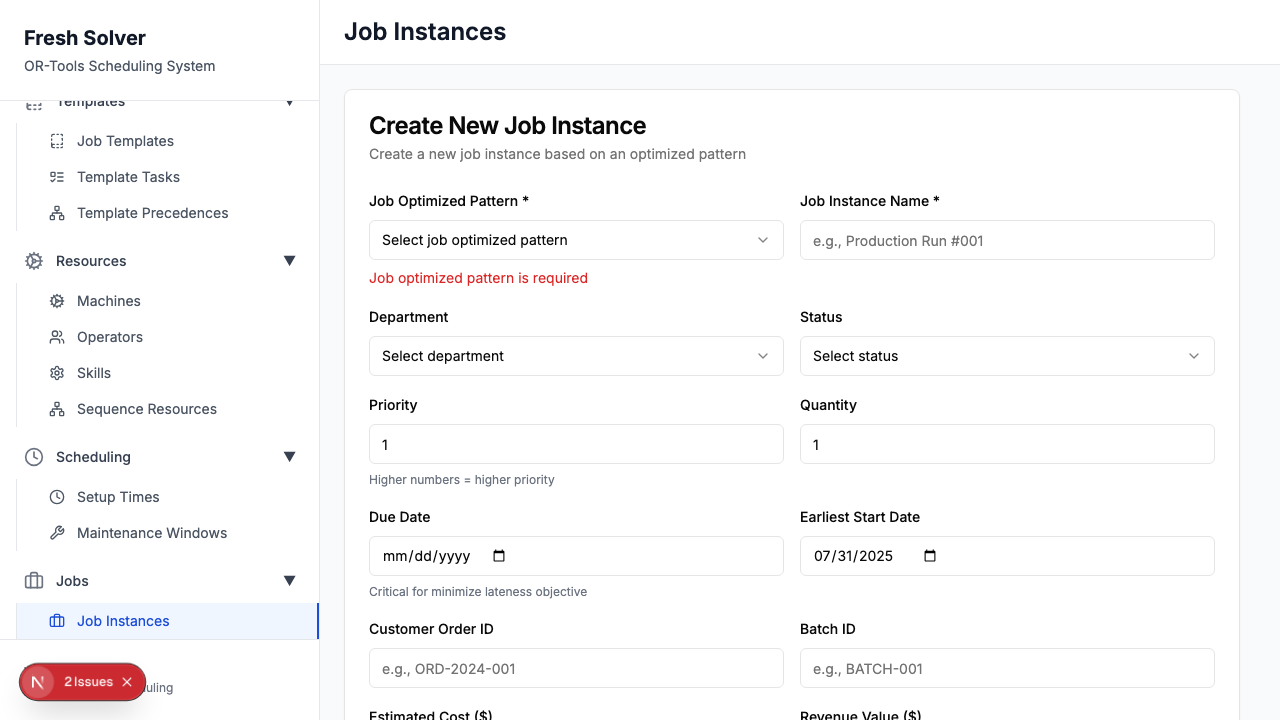 Fresh Solver
OR-Tools Scheduling System
Templates
Job Templates
Template Tasks
Template Precedences
Resources
Machines
Operators
Skills
Sequence Resources
Scheduling
Setup Times
Maintenance Windows
Jobs
Job Instances
2 Issues
Job Instances
Create New Job Instance
Create a new job instance based on an optimized pattern
Job Optimized Pattern *
Select job optimized pattern
Job optimized pattern is required
Job Instance Name *
e.g., Production Run #001
Department
Select department
Status
Select status
Priority
1
Higher numbers = higher priority
Quantity
1
Due Date
mm/dd/yyyy
Critical for minimize lateness objective
Earliest Start Date
07/31/2025
Customer Order ID
e.g., ORD-2024-001
Batch ID
e.g., BATCH-001
Estimated Cost ($)
Revenue Value ($)